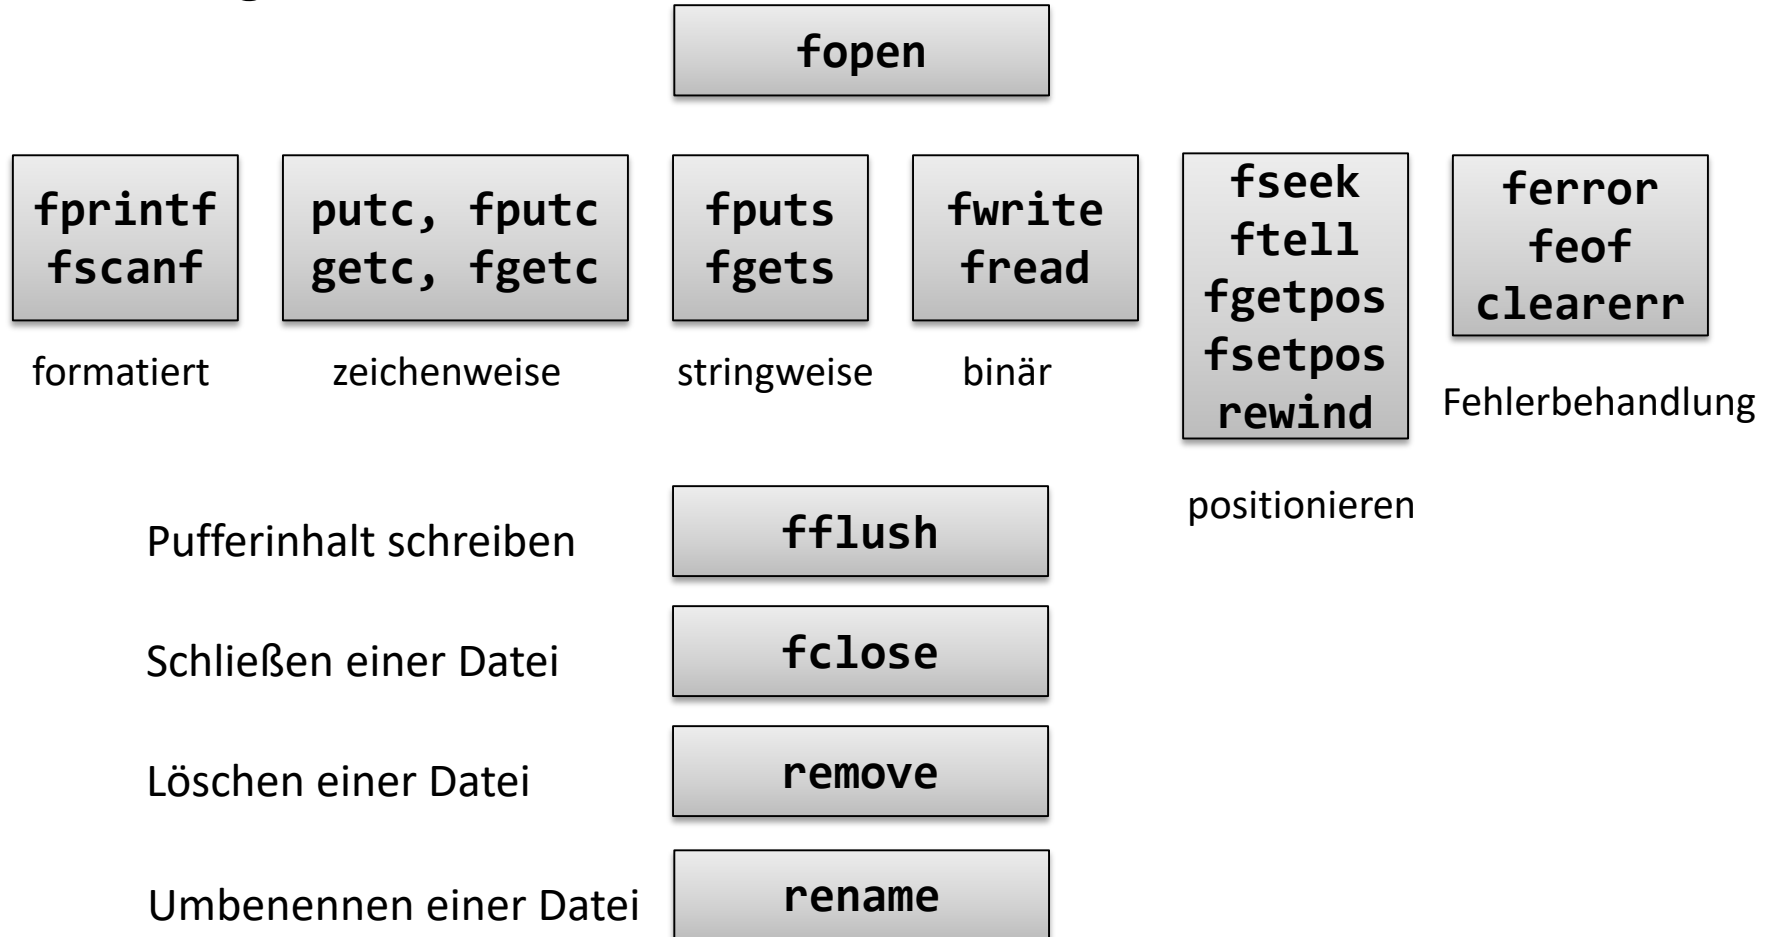 fopen
fprintf
fscanf
formatiert
putc, fputc
getc, fgetc
zeichenweise
fputs
fgets
stringweise
fwrite
fread
binär
fseek
ftell
fgetpos
fsetpos
rewind
positionieren
ferror
feof
clearerr
Fehlerbehandlung
Pufferinhalt schreiben
fflush
Schließen einer Datei
fclose
Löschen einer Datei
remove
Umbenennen einer Datei
rename